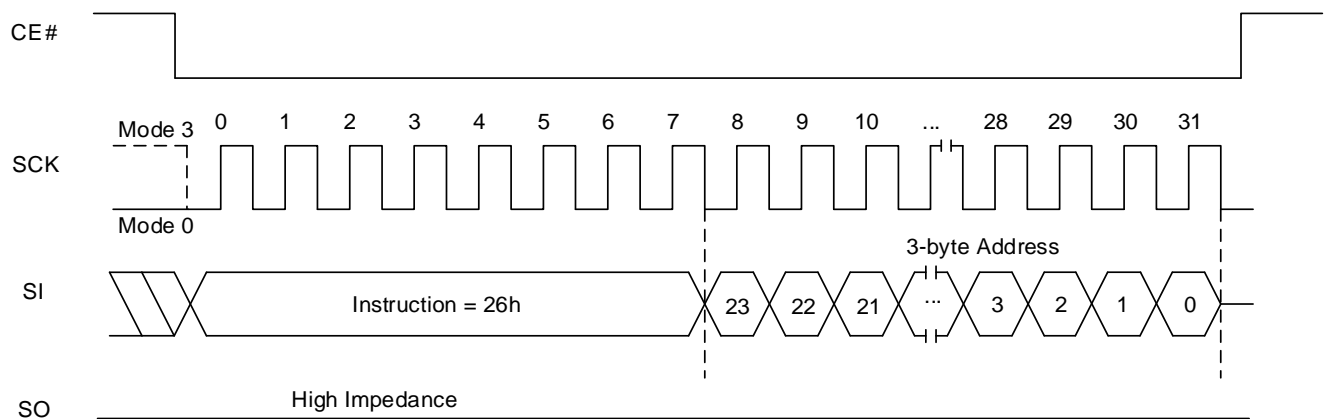 CE#
Mode 3
0 1 2 3 4 5 6 7 8 9 10 ... 28 29 30 31
SCK
Mode 0
3-byte Address
SI
Instruction = 26h
23 22 21 ... 3 2 1 0
High Impedance
SO